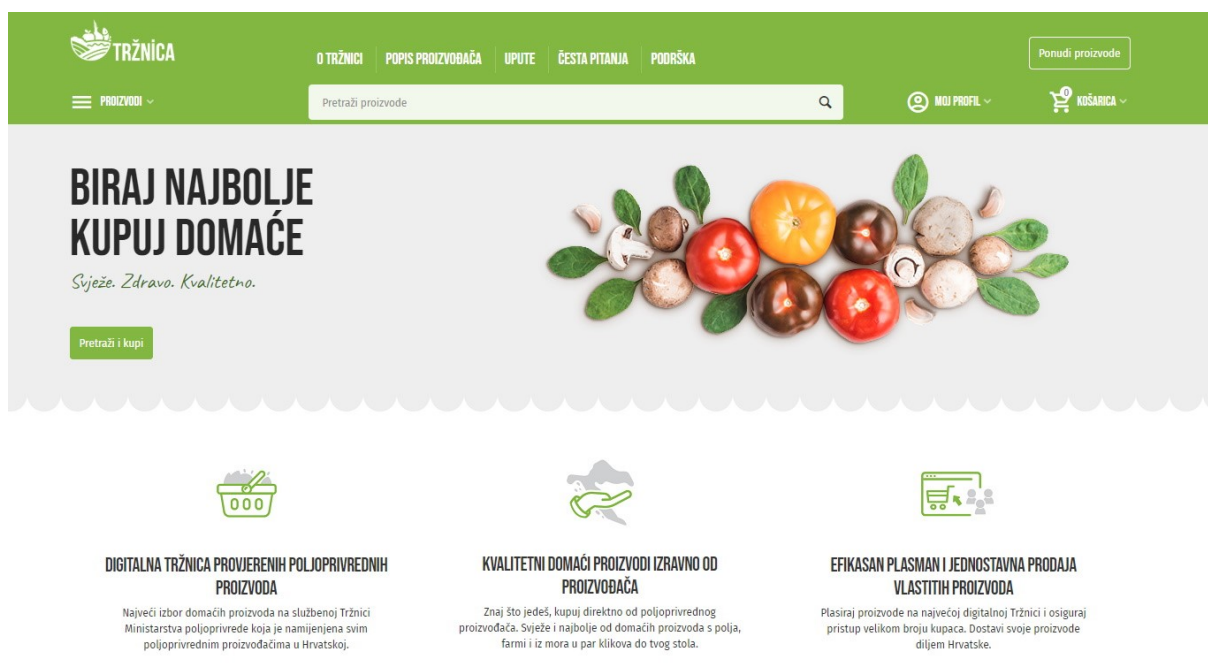 TRŽNICA
O TRŽNICI
POPIS PROIZVOĐAČA
UPUTE
ČESTA PITANJA
PODRŠKA
Ponudi proizvode
PROIZVODI
Pretraži proizvode
MOJ PROFIL
0
KOŠARICA
BIRAJ NAJBOLJE
KUPUJ DOMAĆE
Svježe. Zdravo. Kvalitetno.
Pretraži i kupi
DIGITALNA TRŽNICA PROVJERENIH POLJOPRIVREDNIH
PROIZVODA
Najveći izbor domaćih proizvoda na službenoj Tržnici
Ministarstva poljoprivrede koja je namijenjena svim
poljoprivrednim proizvođačima u Hrvatskoj.
KVALITETNI DOMAĆI PROIZVODI IZRAVNO OD
PROIZVOĐAČA
Znaj što jedeš, kupuj direktno od poljoprivrednog
proizvođača. Svježe i najbolje od domaćih proizvoda s polja,
farmi i iz mora u par klikova do tvog stola.
EFIKASAN PLASMAN I JEDNOSTAVNA PRODAJA
VLASTITIH PROIZVODA
Plasiraj proizvode na najvećoj digitalnoj Tržnici i osiguraj
pristup velikom broju kupaca. Dostavi svoje proizvode
diljem Hrvatske.